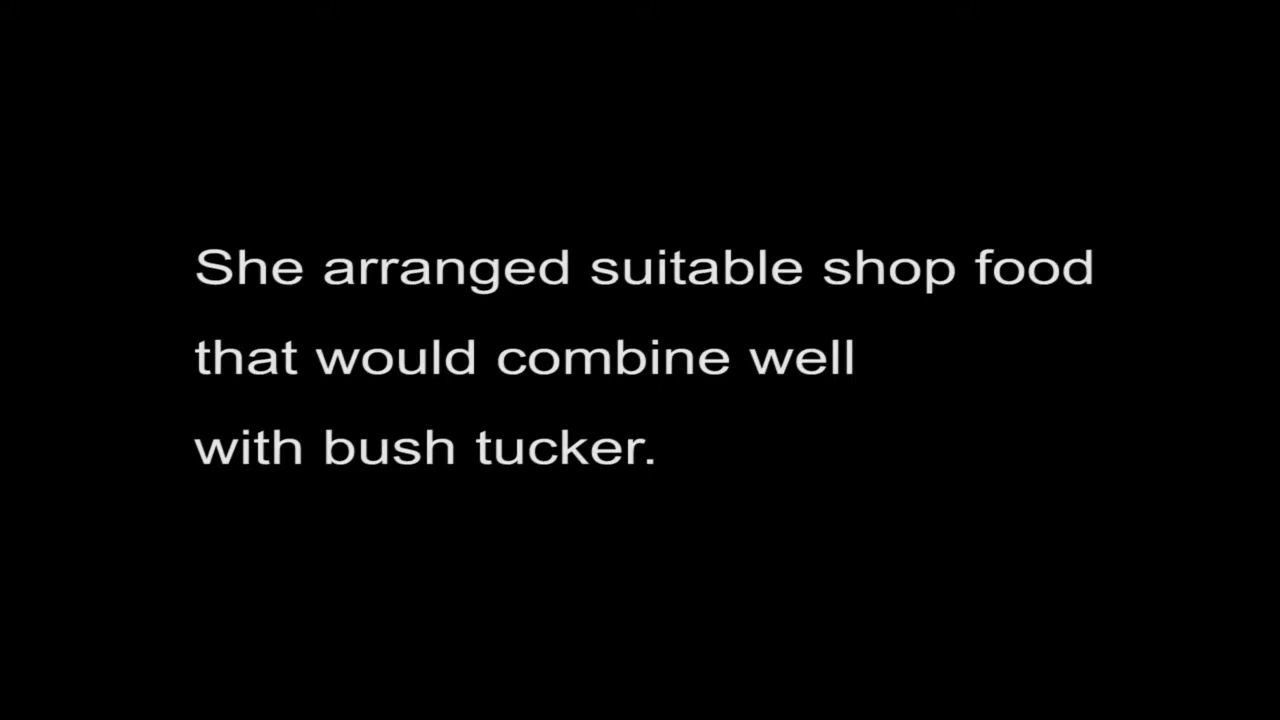 She arranged suitable shop food
that would combine well
with bush tucker.